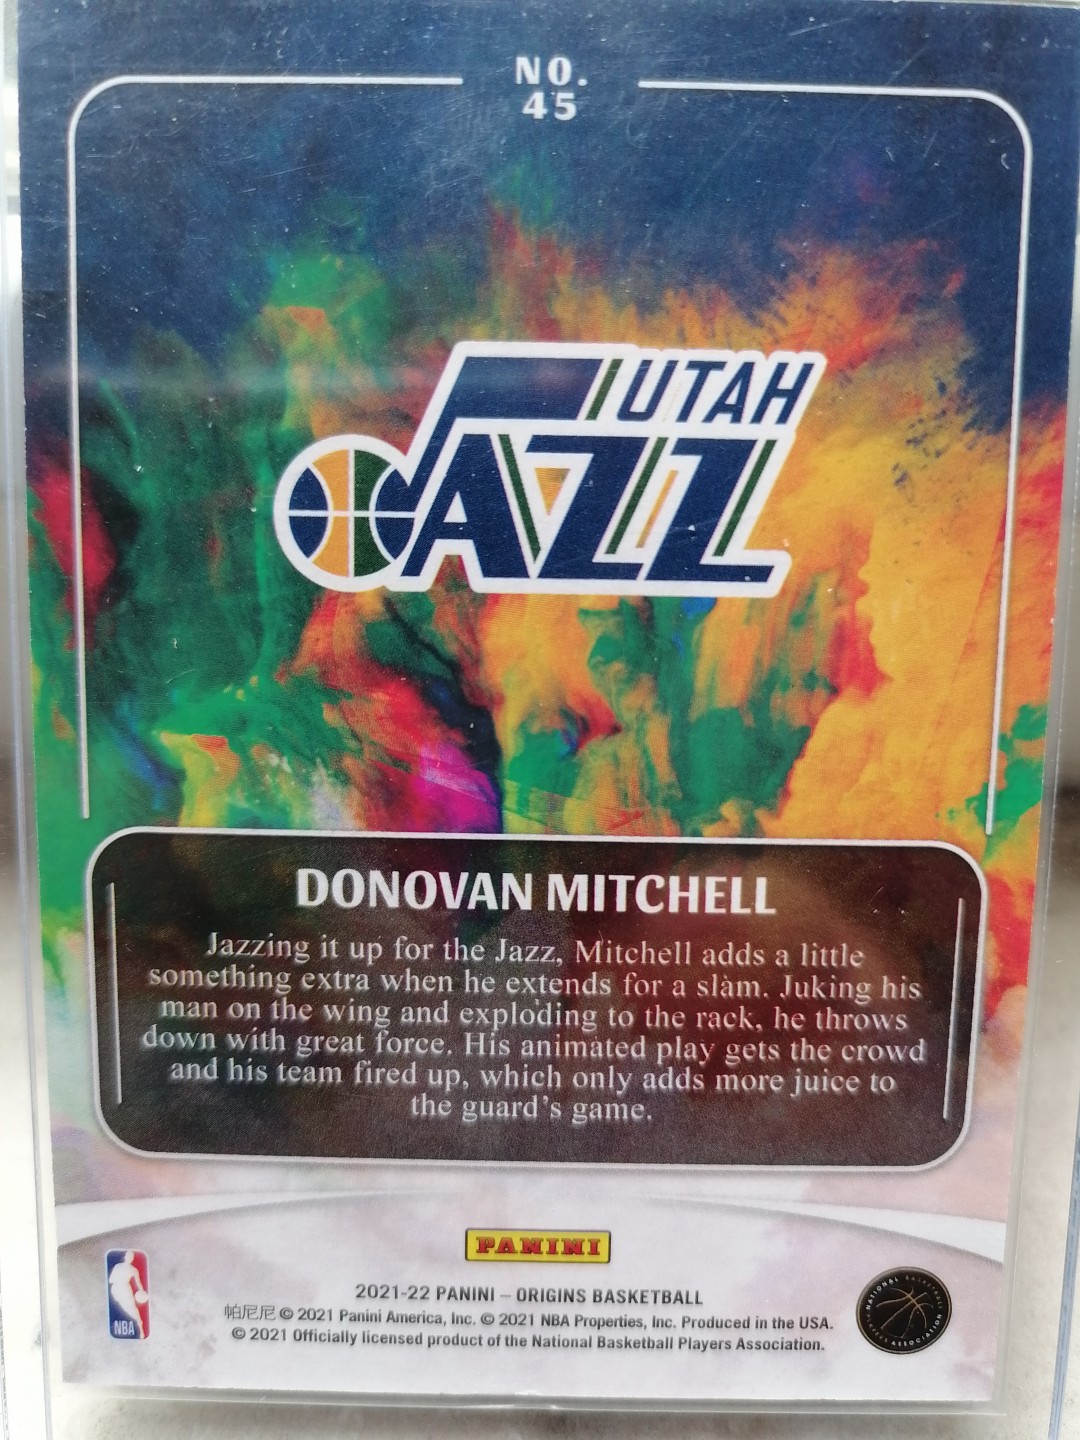 NO.
45
UTAH
JAZZ
DONOVAN MITCHELL
Jazzing it up for the Jazz, Mitchell adds a little
something extra when he extends for a slam. Juking his
man on the wing and exploding to the rack, he throws
down with great force. His animated play gets the crowd
and his team fired up, which only adds more juice to
the guard's game.
PANINI
2021-22 PANINI – ORIGINS BASKETBALL
帕尼尼 © 2021 Panini America, Inc. © 2021 NBA Properties, Inc. Produced in the USA.
© 2021 Officially licensed product of the National Basketball Players Association.
NBA
NATIONAL BASKETBALL
PLAYERS ASSOCIATION